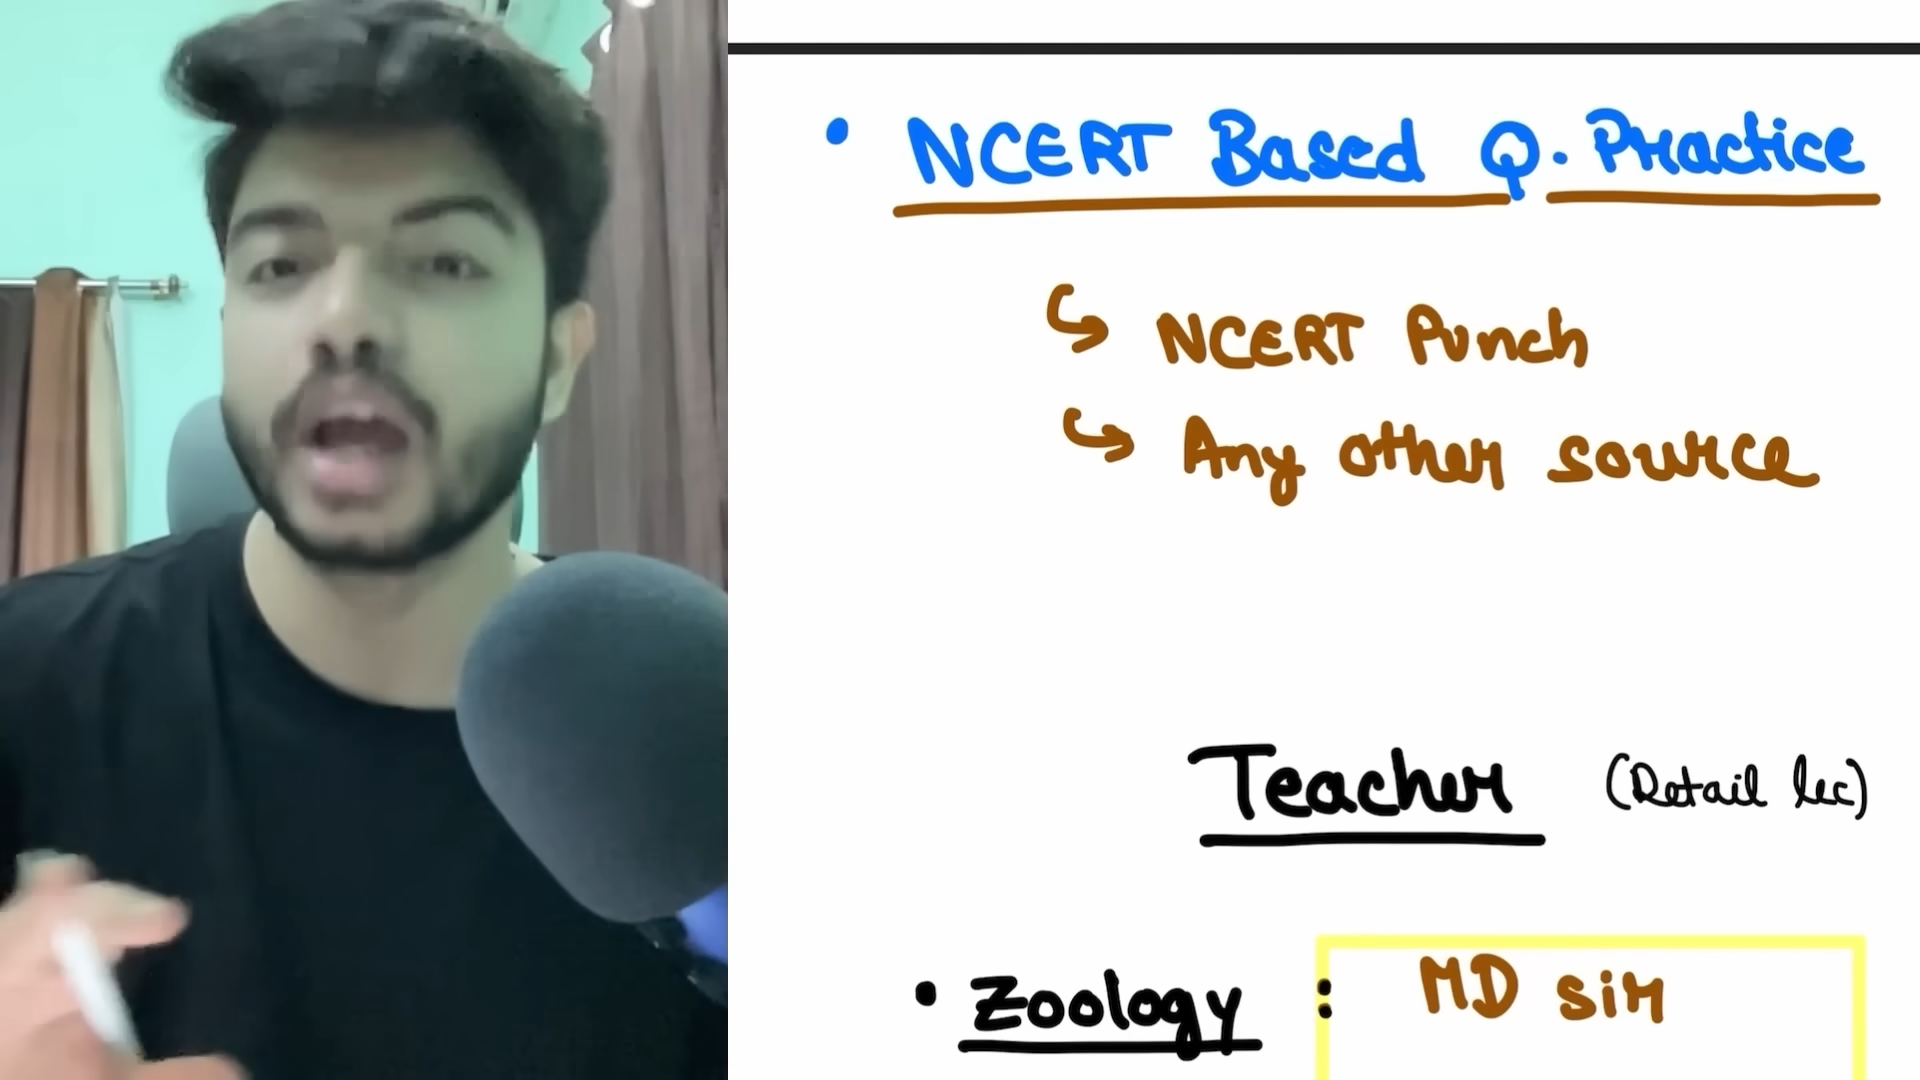 • NCERT Based Q. Practice
↳ NCERT Punch
↳ Any other source
Teacher (Detail lec)
• Zoology : MD sir